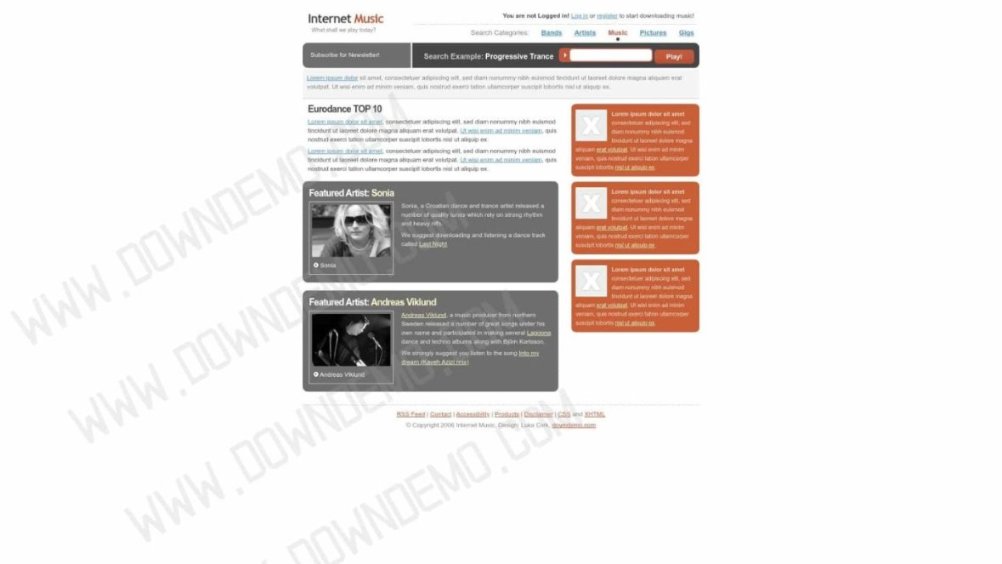 Internet Music
What shall we play today?
You are not Logged in! Log in or register to start downloading music!
Search Categories: Bands Artists Music Pictures Gigs
Subscribe for Newsletter!
Search Example: Progressive Trance
Play!
Lorem ipsum dolor sit amet, consectetuer adipiscing elit, sed diam nonummy nibh euismod tincidunt ut laoreet dolore magna aliquam erat
volutpat. Ut wisi enim ad minim veniam, quis nostrud exerci tation ullamcorper suscipit lobortis nisl ut aliquip ex.
Eurodance TOP 10
Lorem ipsum dolor sit amet, consectetuer adipiscing elit, sed diam nonummy nibh euismod
tincidunt ut laoreet dolore magna aliquam erat volutpat. Ut wisi enim ad minim veniam, quis
nostrud exerci tation ullamcorper suscipit lobortis nisl ut aliquip ex.
Lorem ipsum dolor sit amet, consectetuer adipiscing elit, sed diam nonummy nibh euismod
tincidunt ut laoreet dolore magna aliquam erat volutpat. Ut wisi enim ad minim veniam, quis
nostrud exerci tation ullamcorper suscipit lobortis nisl ut aliquip ex.
Featured Artist: Sonia
Sonia, a Croatian dance and trance artist released a
number of quality tunes which rely on strong rhythm
and heavy riffs.
We suggest downloading and listening a dance track
called Last Night
Sonia
Featured Artist: Andreas Viklund
Andreas Viklund, a music producer from northern
Sweden released a number of great songs under his
own name and participated in making several Lagoona
dance and techno albums along with Björn Karlsson.
We strongly suggest you listen to the song Into my
dream (Kaveh Azizi rmx)
Andreas Viklund
Lorem ipsum dolor sit amet
consectetuer adipiscing elit, sed
diam nonummy nibh euismod
tincidunt ut laoreet dolore magna
aliquam erat volutpat. Ut wisi enim ad minim
veniam, quis nostrud exerci tation ullamcorper
suscipit lobortis nisl ut aliquip ex.
Lorem ipsum dolor sit amet
consectetuer adipiscing elit, sed
diam nonummy nibh euismod
tincidunt ut laoreet dolore magna
aliquam erat volutpat. Ut wisi enim ad minim
veniam, quis nostrud exerci tation ullamcorper
suscipit lobortis nisl ut aliquip ex.
Lorem ipsum dolor sit amet
consectetuer adipiscing elit, sed
diam nonummy nibh euismod
tincidunt ut laoreet dolore magna
aliquam erat volutpat. Ut wisi enim ad minim
veniam, quis nostrud exerci tation ullamcorper
suscipit lobortis nisl ut aliquip ex.
RSS Feed | Contact | Accessibility | Products | Disclaimer | CSS and XHTML
© Copyright 2006 Internet Music, Design: Luka Cvrk, downdemo.com
WWW.DOWNDEMO.COM
WWW.DOWNDEMO.COM
WWW.DOWNDEMO.COM
WWW.DOWNDEMO.COM